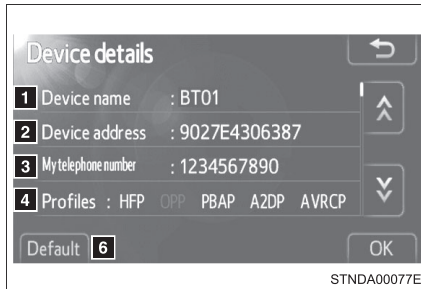 Device details
1 Device name : BT01
2 Device address : 9027E4306387
3 My telephone number : 1234567890
4 Profiles : HFP OPP PBAP A2DP AVRCP
Default 6 OK
STNDA00077E